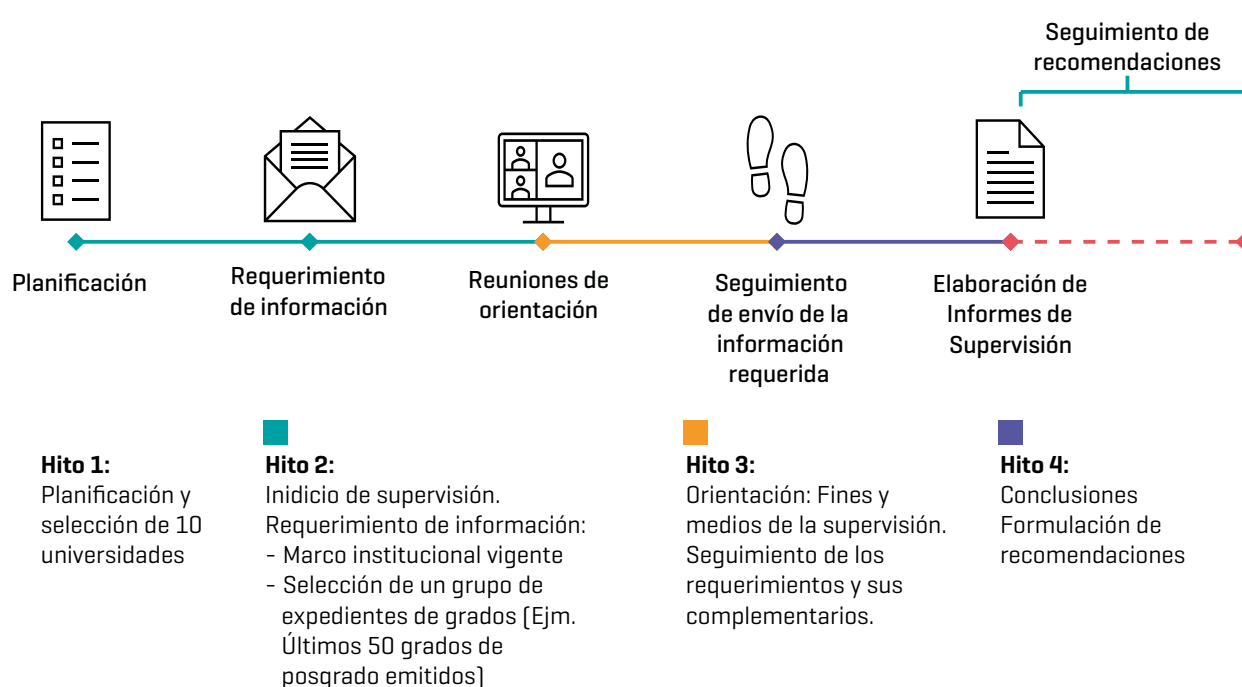 Seguimiento de
recomendaciones
Planificación
Requerimiento
de información
Reuniones de
orientación
Seguimiento
de envío de la
información
requerida
Elaboración de
Informes de
Supervisión
Hito 1:
Planificación y
selección de 10
universidades
Hito 2:
Inidicio de supervisión.
Requerimiento de información:
- Marco institucional vigente
- Selección de un grupo de
expedientes de grados (Ejm.
Últimos 50 grados de
posgrado emitidos)
Hito 3:
Orientación: Fines y
medios de la supervisión.
Seguimiento de los
requerimientos y sus
complementarios.
Hito 4:
Conclusiones
Formulación de
recomendaciones